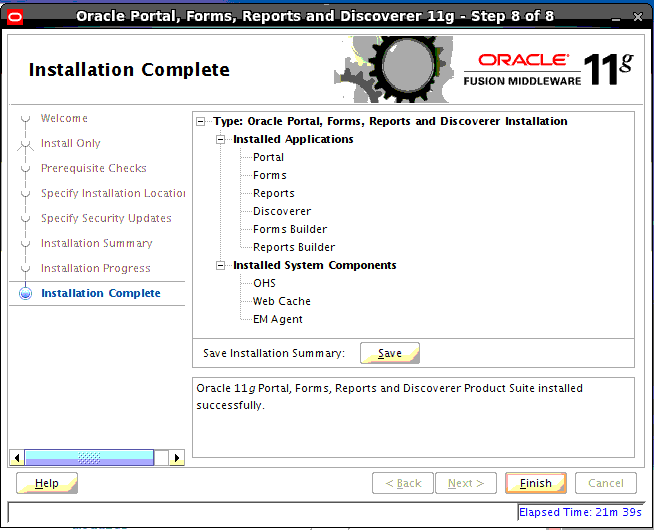 Oracle Portal, Forms, Reports and Discoverer 11g - Step 8 of 8
Installation Complete
ORACLE
FUSION MIDDLEWARE 11g
Welcome
Install Only
Prerequisite Checks
Specify Installation Location
Specify Security Updates
Installation Summary
Installation Progress
Installation Complete
Type: Oracle Portal, Forms, Reports and Discoverer Installation
Installed Applications
Portal
Forms
Reports
Discoverer
Forms Builder
Reports Builder
Installed System Components
OHS
Web Cache
EM Agent
Save Installation Summary: Save
Oracle 11g Portal, Forms, Reports and Discoverer Product Suite installed
successfully.
Help < Back Next > Finish Cancel
Elapsed Time: 21m 39s